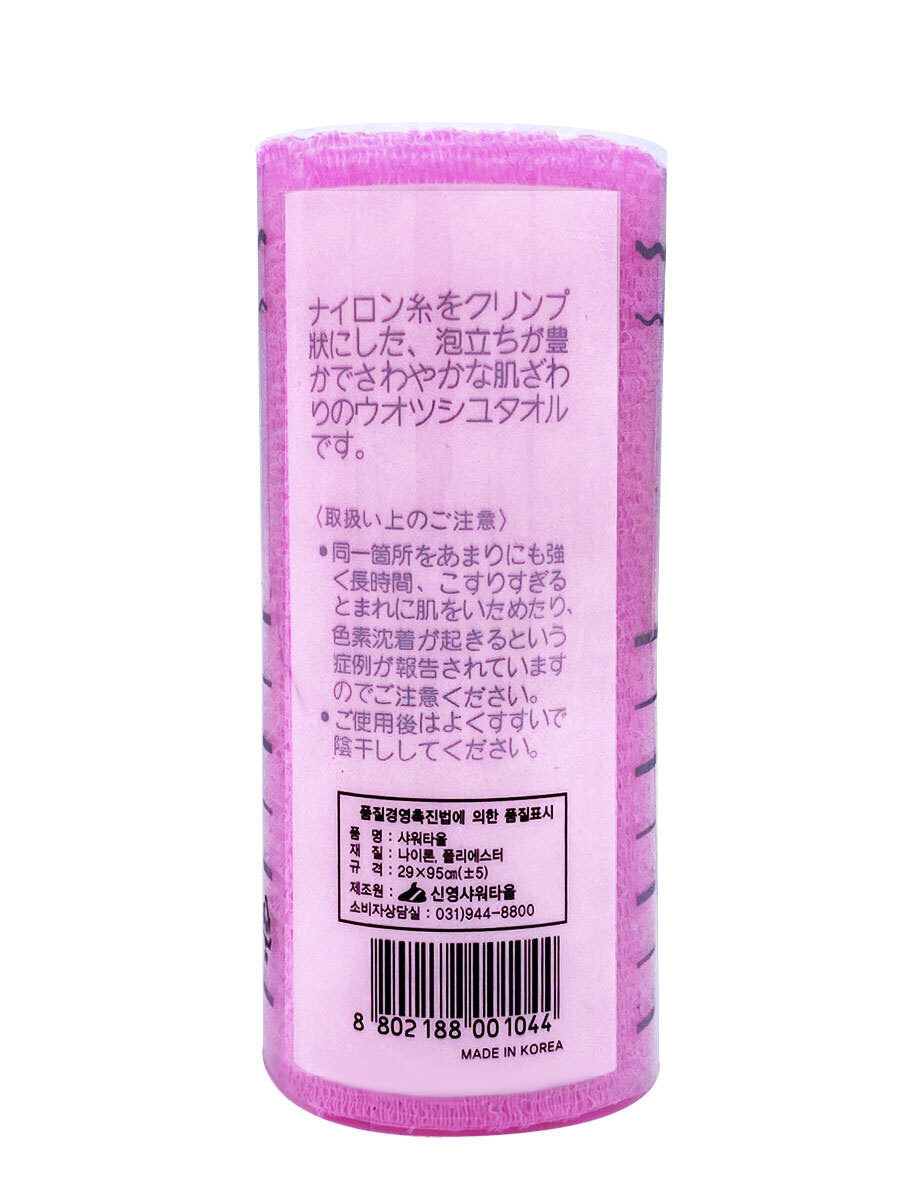 ナイロン糸をクリンプ
狀にした、泡立ちが豊
かでさわやかな肌ざわ
りのウオツシユタオル
です。
〈取扱い上のご注意〉
•同一箇所をあまりにも強
く長時間、こすりすぎる
とまれに肌をいためたり、
色素沈着が起きるという
症例が報告されています
のでご注意ください。
•ご使用後はよくすすいで
陰干ししてください。
품질경영촉진법에 의한 품질표시
품 명 : 샤워타올
재 질 : 나이론, 폴리에스터
규 격 : 29×95㎝(±5)
제조원 : 신영샤워타올
소비자상담실 : 031)944-8800
8 802188 001044
MADE IN KOREA